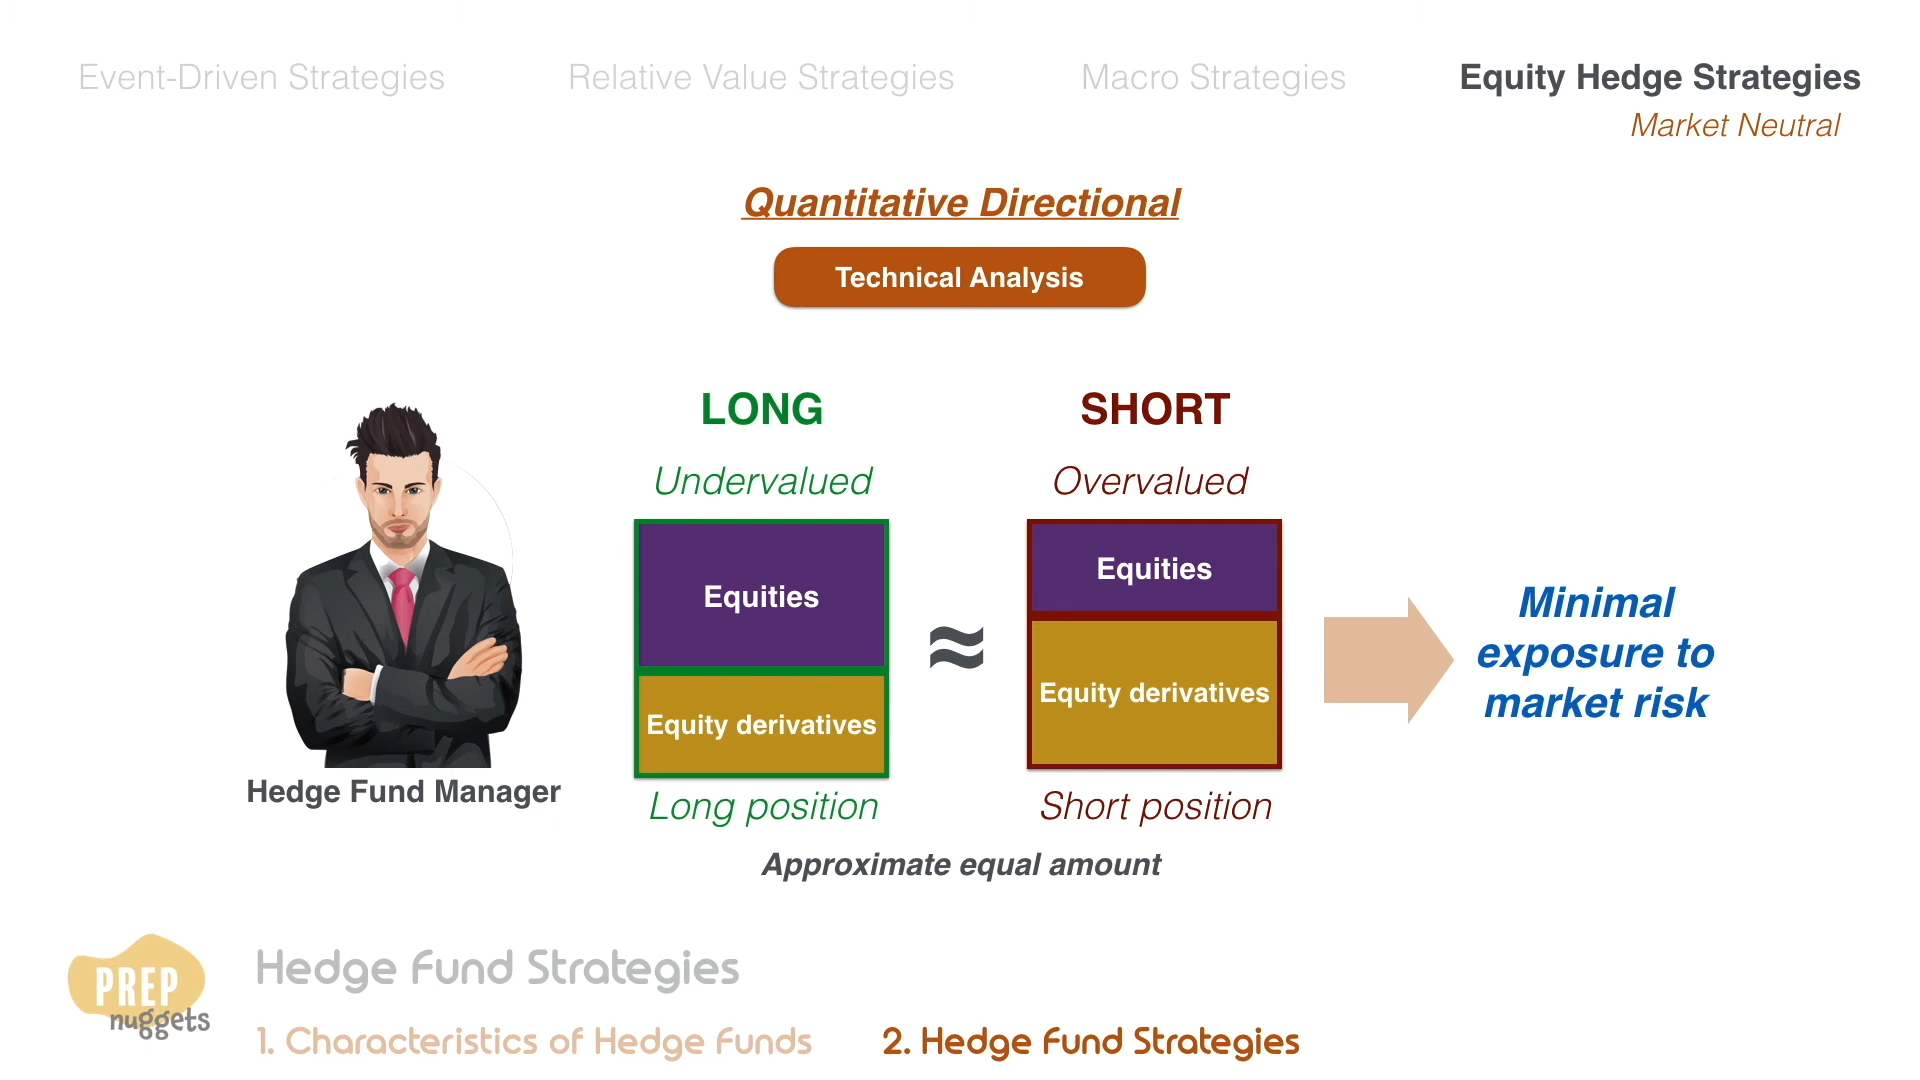 Event-Driven Strategies
Relative Value Strategies
Macro Strategies
Equity Hedge Strategies
Market Neutral
Quantitative Directional
Technical Analysis
LONG
SHORT
Undervalued
Overvalued
Equities
Equity derivatives
≈
Equities
Equity derivatives
Minimal
exposure to
market risk
Hedge Fund Manager
Long position
Short position
Approximate equal amount
PREP
nuggets
Hedge Fund Strategies
1. Characteristics of Hedge Funds
2. Hedge Fund Strategies